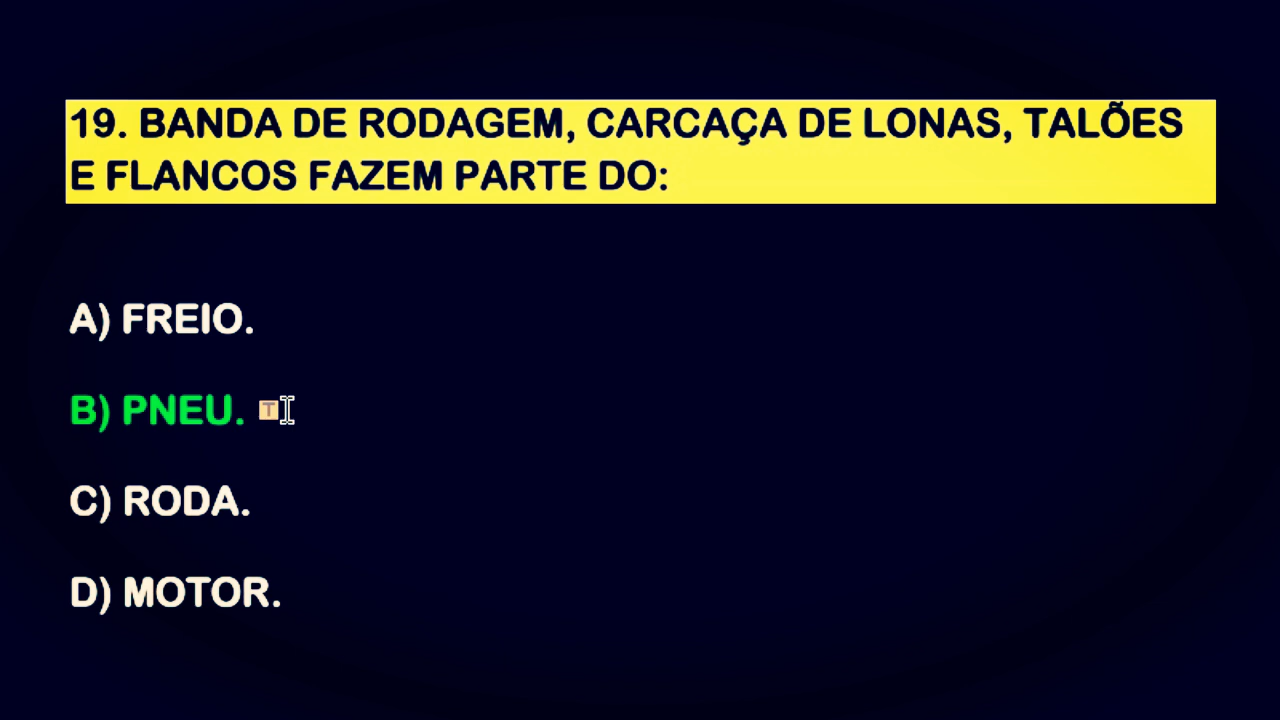 19. BANDA DE RODAGEM, CARCAÇA DE LONAS, TALÕES
E FLANCOS FAZEM PARTE DO:
A) FREIO.
B) PNEU. T
C) RODA.
D) MOTOR.